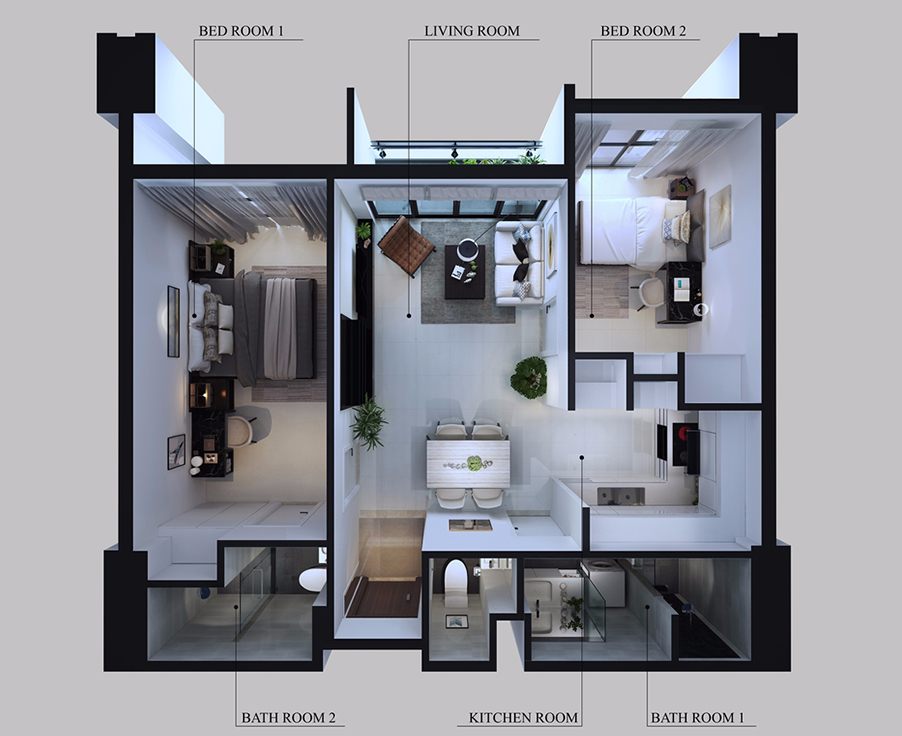 BED ROOM 1
LIVING ROOM
BED ROOM 2
BATH ROOM 2
KITCHEN ROOM
BATH ROOM 1